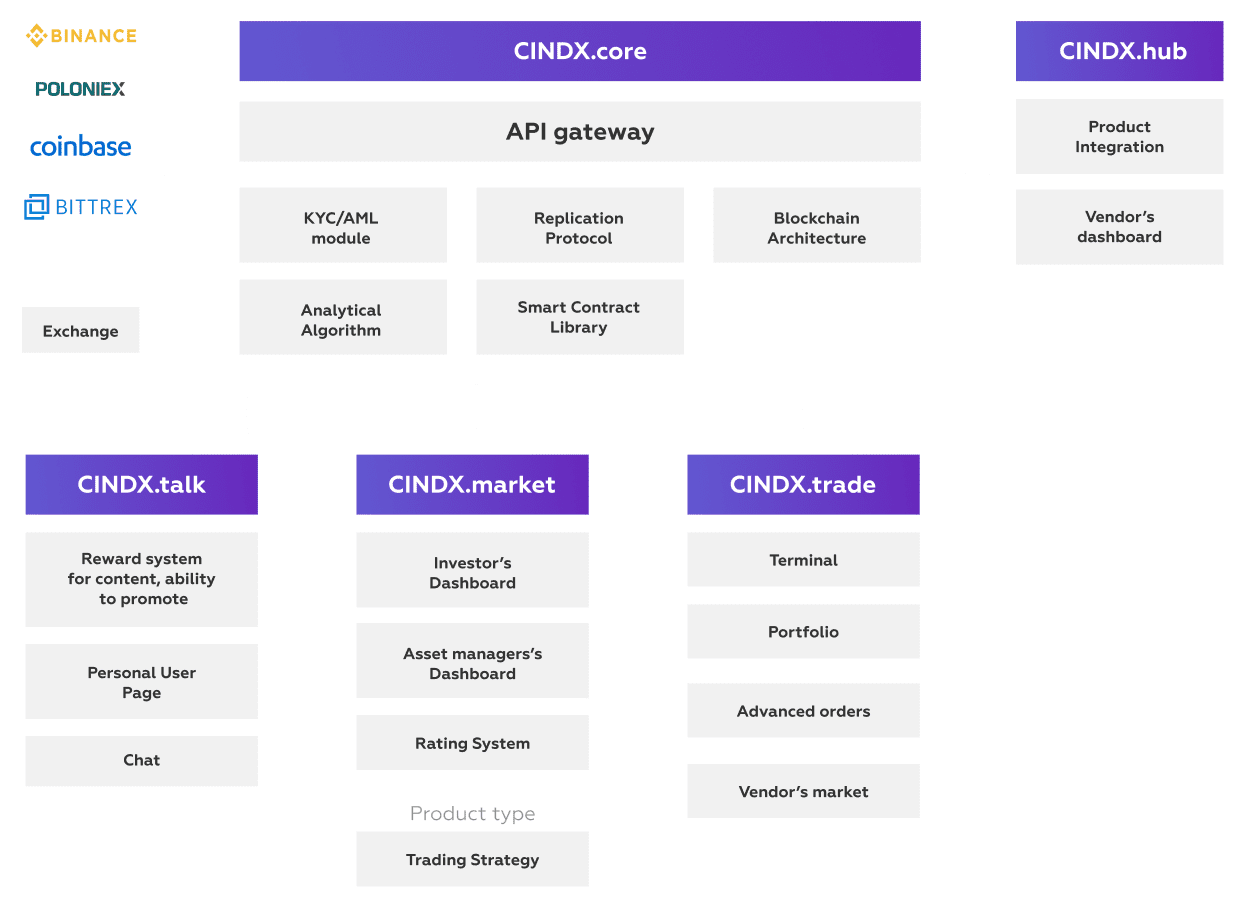 BINANCE
POLONIEX
coinbase
BITTREX
Exchange
CINDX.core
API gateway
KYC/AML
module
Replication
Protocol
Blockchain
Architecture
Analytical
Algorithm
Smart Contract
Library
CINDX.hub
Product
Integration
Vendor’s
dashboard
CINDX.talk
Reward system
for content, ability
to promote
Personal User
Page
Chat
CINDX.market
Investor’s
Dashboard
Asset managers’s
Dashboard
Rating System
Product type
Trading Strategy
CINDX.trade
Terminal
Portfolio
Advanced orders
Vendor’s market